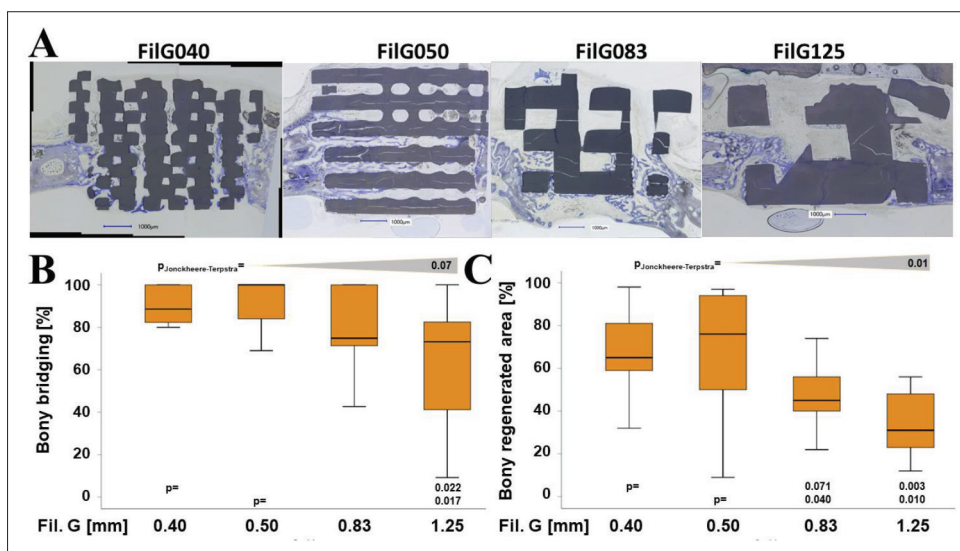 A
FilG040 FilG050 FilG083 FilG125
1000µm 1000µm 1000µm 1000µm
B
pJonckheere-Terpstra= 0.07
Bony bridging [%]
100
80
60
40
20
0
p= 0.022
p= 0.017
Fil. G [mm] 0.40 0.50 0.83 1.25
C
pJonckheere-Terpstra= 0.01
Bony regenerated area [%]
100
80
60
40
20
0
p= 0.071 0.003
p= 0.040 0.010
Fil. G [mm] 0.40 0.50 0.83 1.25